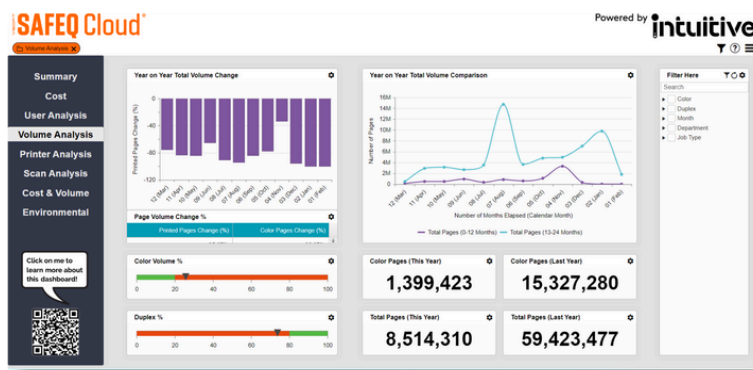 SAFEQ Cloud
Powered by intuitive
Volume Analysis
Summary
Cost
User Analysis
Volume Analysis
Printer Analysis
Scan Analysis
Cost & Volume
Environmental
Click on me to
learn more about
this dashboard!
Year on Year Total Volume Change
Printed Pages Change (%)
0
-40
-80
-120
12 (Mar)
11 (Apr)
10 (May)
09 (Jun)
08 (Jul)
07 (Aug)
06 (Sep)
05 (Oct)
04 (Nov)
03 (Dec)
02 (Jan)
01 (Feb)
Page Volume Change %
Printed Pages Change (%)
Color Pages Change (%)
Year on Year Total Volume Comparison
Number of Pages
16M
14M
12M
10M
8M
6M
4M
2M
0
12 (Mar)
11 (Apr)
10 (May)
09 (Jun)
08 (Jul)
07 (Aug)
06 (Sep)
05 (Oct)
04 (Nov)
03 (Dec)
02 (Jan)
01 (Feb)
Number of Months Elapsed (Calendar Month)
Total Pages (0-12 Months)
Total Pages (13-24 Months)
Filter Here
Search
Color
Duplex
Month
Department
Job Type
Color Volume %
0 20 40 60 80 100
Color Pages (This Year)
1,399,423
Color Pages (Last Year)
15,327,280
Duplex %
0 20 40 60 80 100
Total Pages (This Year)
8,514,310
Total Pages (Last Year)
59,423,477